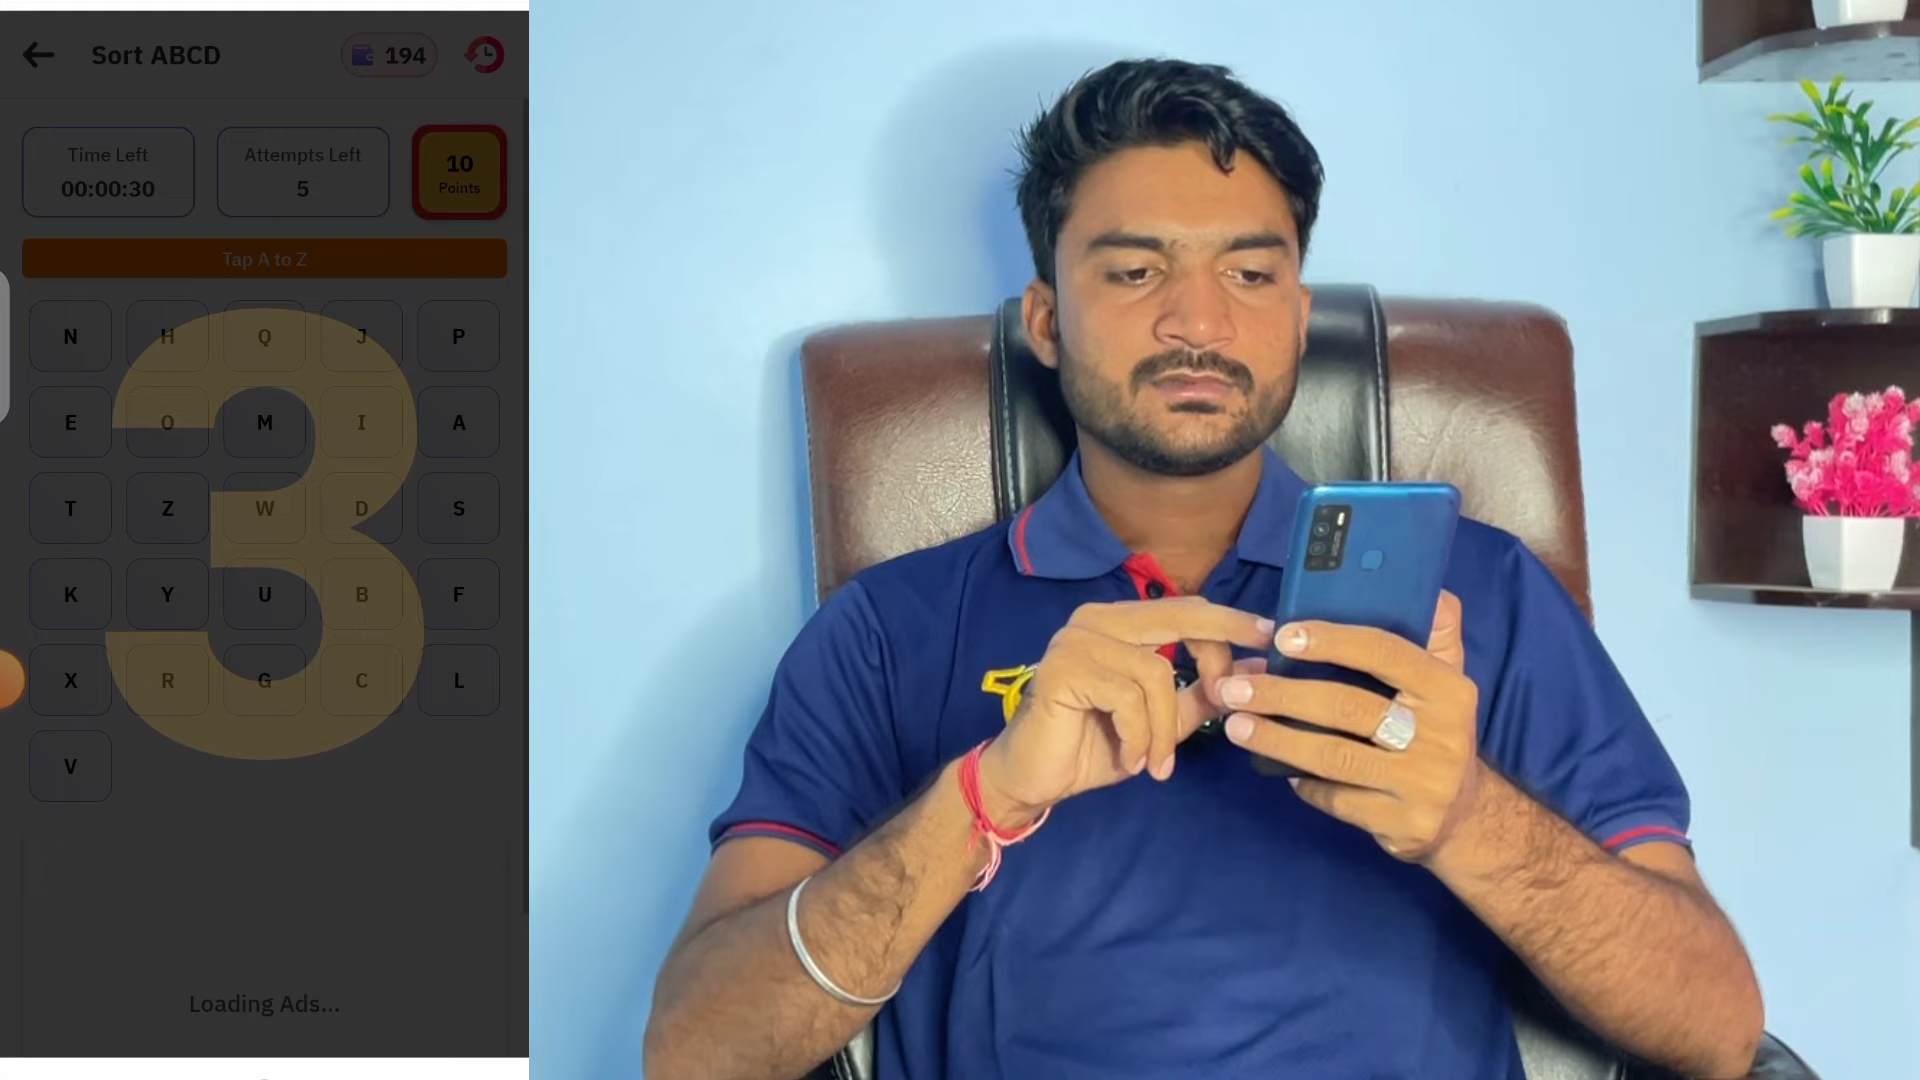 Sort ABCD
194
Time Left
00:00:30
Attempts Left
5
10
Points
Tap A to Z
N H Q J P
E O M I A
T Z W D S
K Y U B F
X R G C L
V
3
Loading Ads...